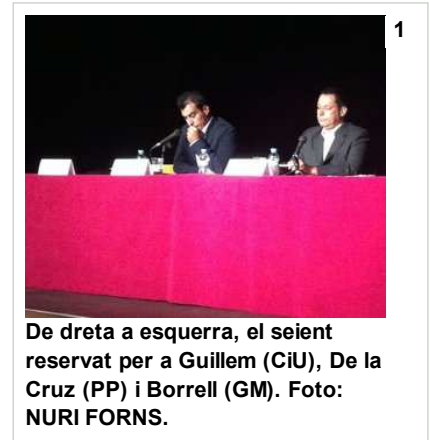 1
De dreta a esquerra, el seient
reservat per a Guillem (CiU), De la
Cruz (PP) i Borrell (GM). Foto:
NURI FORNS.